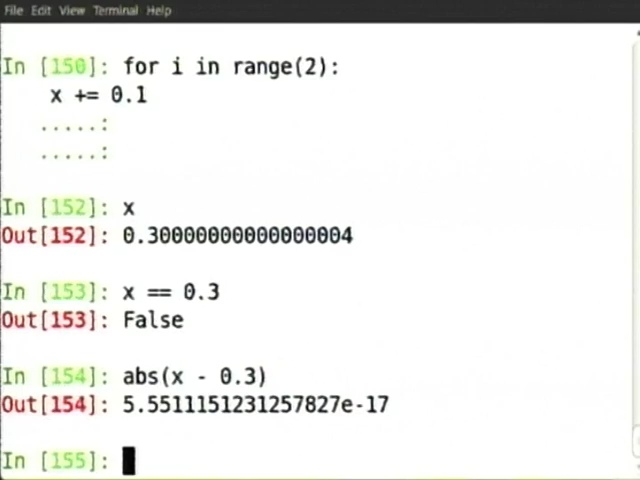 File Edit View Terminal Help
In [150]: for i in range(2):
x += 0.1
.....:
.....:
In [152]: x
Out[152]: 0.30000000000000004
In [153]: x == 0.3
Out[153]: False
In [154]: abs(x - 0.3)
Out[154]: 5.5511151231257827e-17
In [155]: